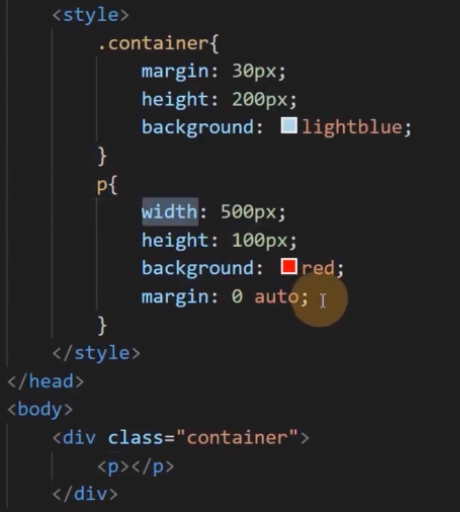 <style>
.container{
margin: 30px;
height: 200px;
background: lightblue;
}
p{
width: 500px;
height: 100px;
background: red;
margin: 0 auto;
}
</style>
</head>
<body>
<div class="container">
<p></p>
</div>